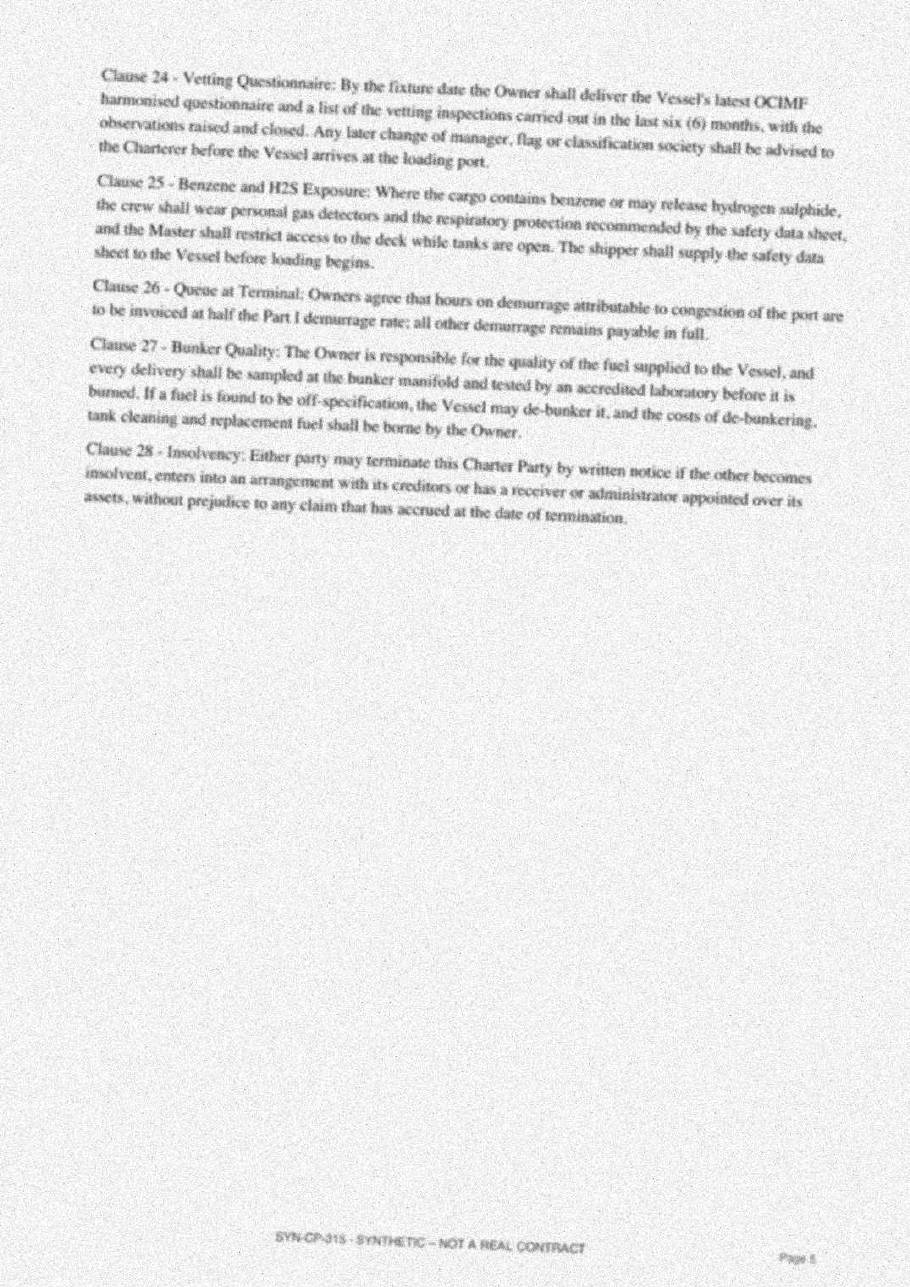 Clause 24 - Vetting Questionnaire: By the fixture date the Owner shall deliver the Vessel's latest OCIMF
harmonised questionnaire and a list of the vetting inspections carried out in the last six (6) months, with the
observations raised and closed. Any later change of manager, flag or classification society shall be advised to
the Charterer before the Vessel arrives at the loading port.
Clause 25 - Benzene and H2S Exposure: Where the cargo contains benzene or may release hydrogen sulphide,
the crew shall wear personal gas detectors and the respiratory protection recommended by the safety data sheet,
and the Master shall restrict access to the deck while tanks are open. The shipper shall supply the safety data
sheet to the Vessel before loading begins.
Clause 26 - Queue at Terminal: Owners agree that hours on demurrage attributable to congestion of the port are
to be invoiced at half the Part I demurrage rate; all other demurrage remains payable in full.
Clause 27 - Bunker Quality: The Owner is responsible for the quality of the fuel supplied to the Vessel, and
every delivery shall be sampled at the bunker manifold and tested by an accredited laboratory before it is
burned. If a fuel is found to be off-specification, the Vessel may de-bunker it, and the costs of de-bunkering,
tank cleaning and replacement fuel shall be borne by the Owner.
Clause 28 - Insolvency: Either party may terminate this Charter Party by written notice if the other becomes
insolvent, enters into an arrangement with its creditors or has a receiver or administrator appointed over its
assets, without prejudice to any claim that has accrued at the date of termination.
SYN-CP-315 - SYNTHETIC – NOT A REAL CONTRACT
Page 5